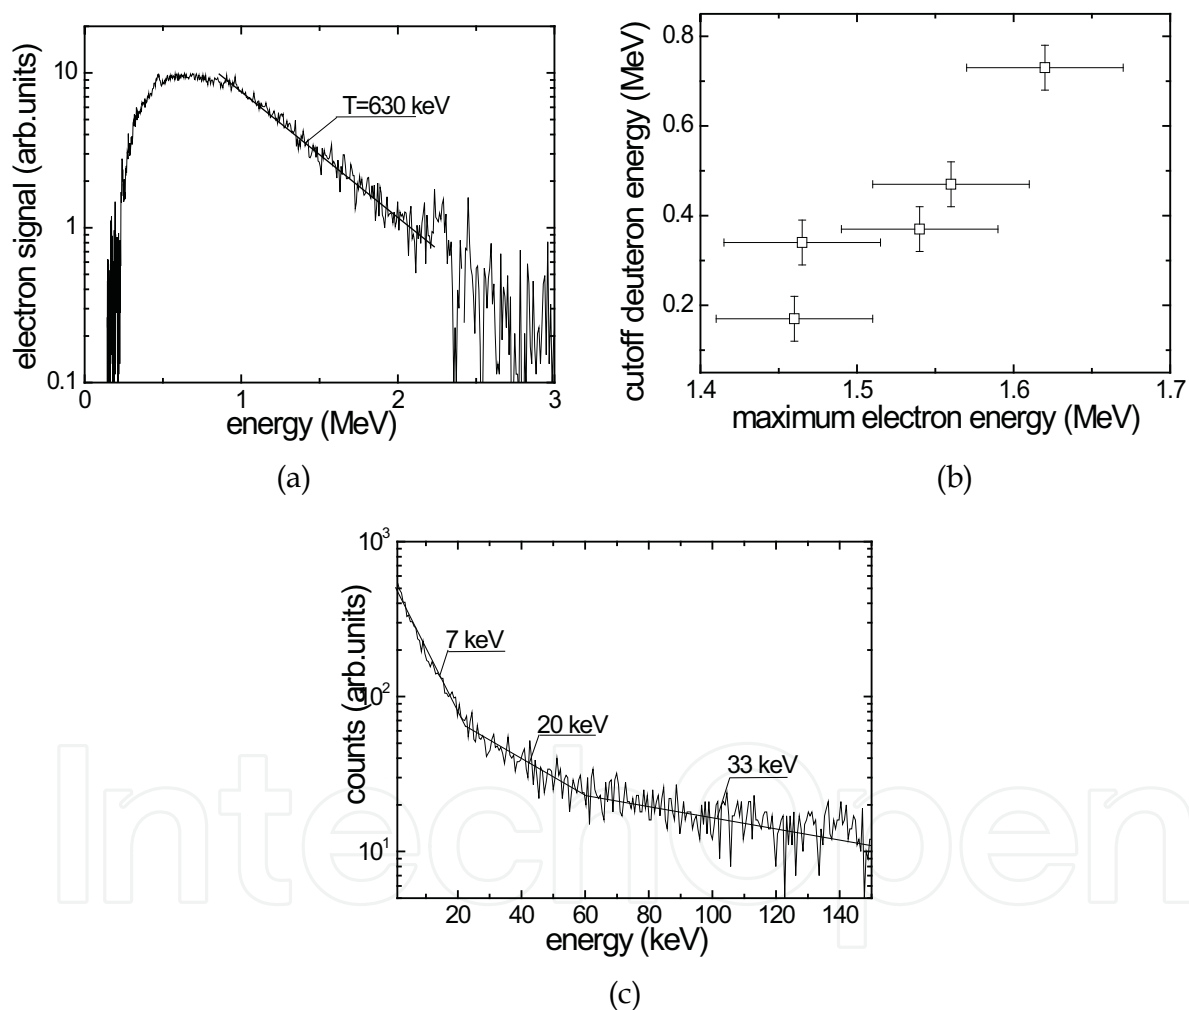 electron signal (arb.units)
10
1
0.1
T=630 keV
0
1
2
3
energy (MeV)
(a)
cutoff deuteron energy (MeV)
0.8
0.6
0.4
0.2
1.4
1.5
1.6
1.7
maximum electron energy (MeV)
(b)
counts (arb.units)
10³
10²
10¹
7 keV
20 keV
33 keV
20
40
60
80
100
120
140
energy (keV)
(c)
IntechOpen